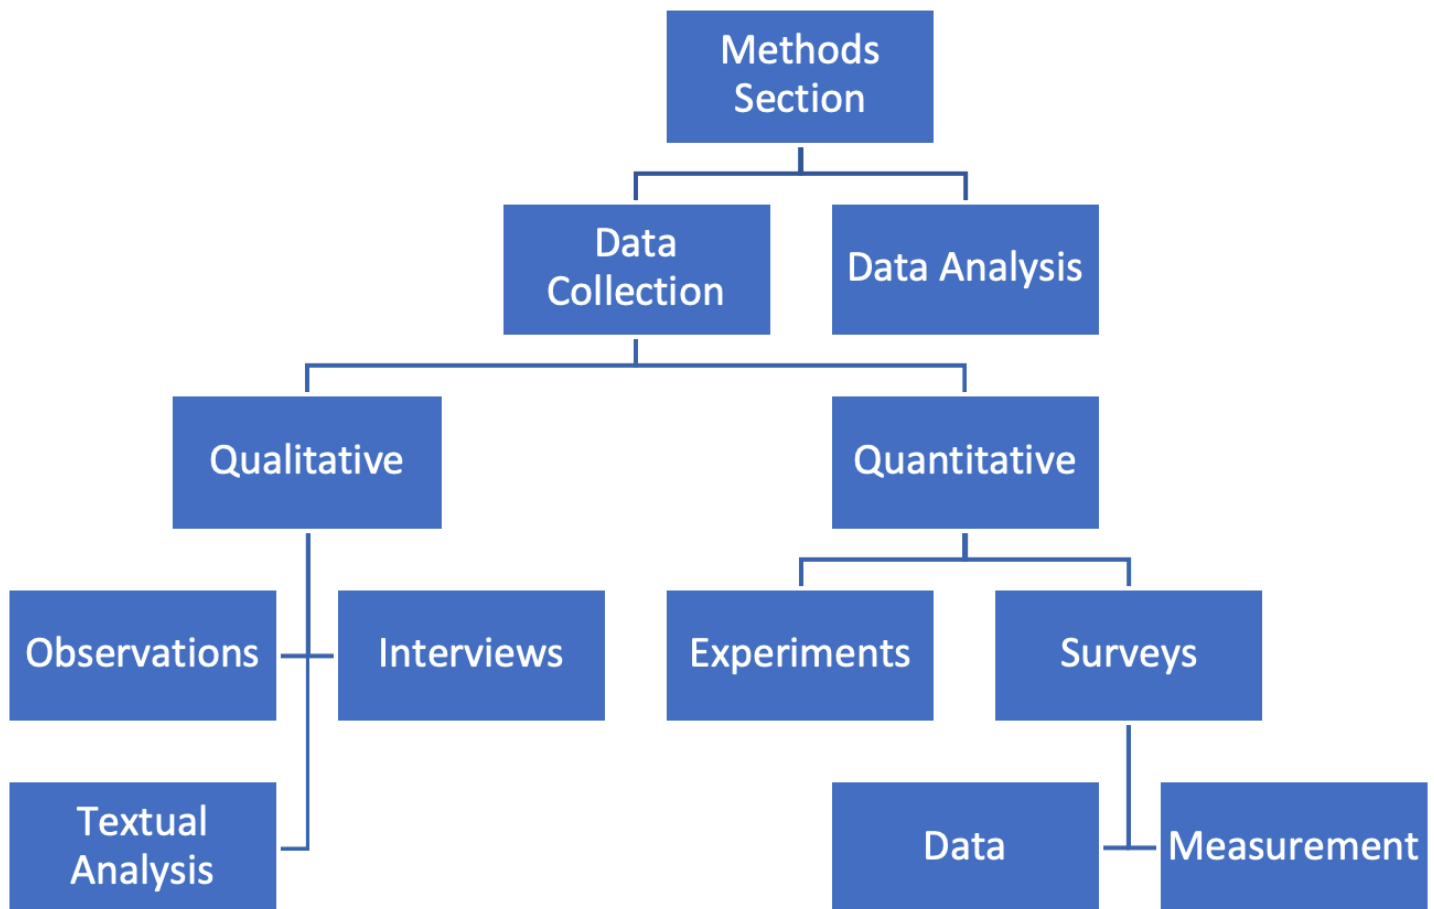 Methods
Section
Data
Collection
Data Analysis
Qualitative
Quantitative
Observations
Interviews
Experiments
Surveys
Textual
Analysis
Data
Measurement